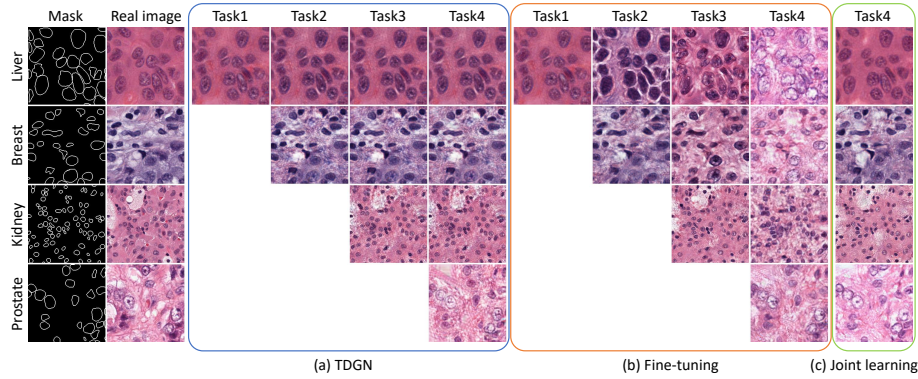 Mask Real image Task1 Task2 Task3 Task4 Task1 Task2 Task3 Task4 Task4
Liver
Breast
Kidney
Prostate
(a) TDGN (b) Fine-tuning (c) Joint learning